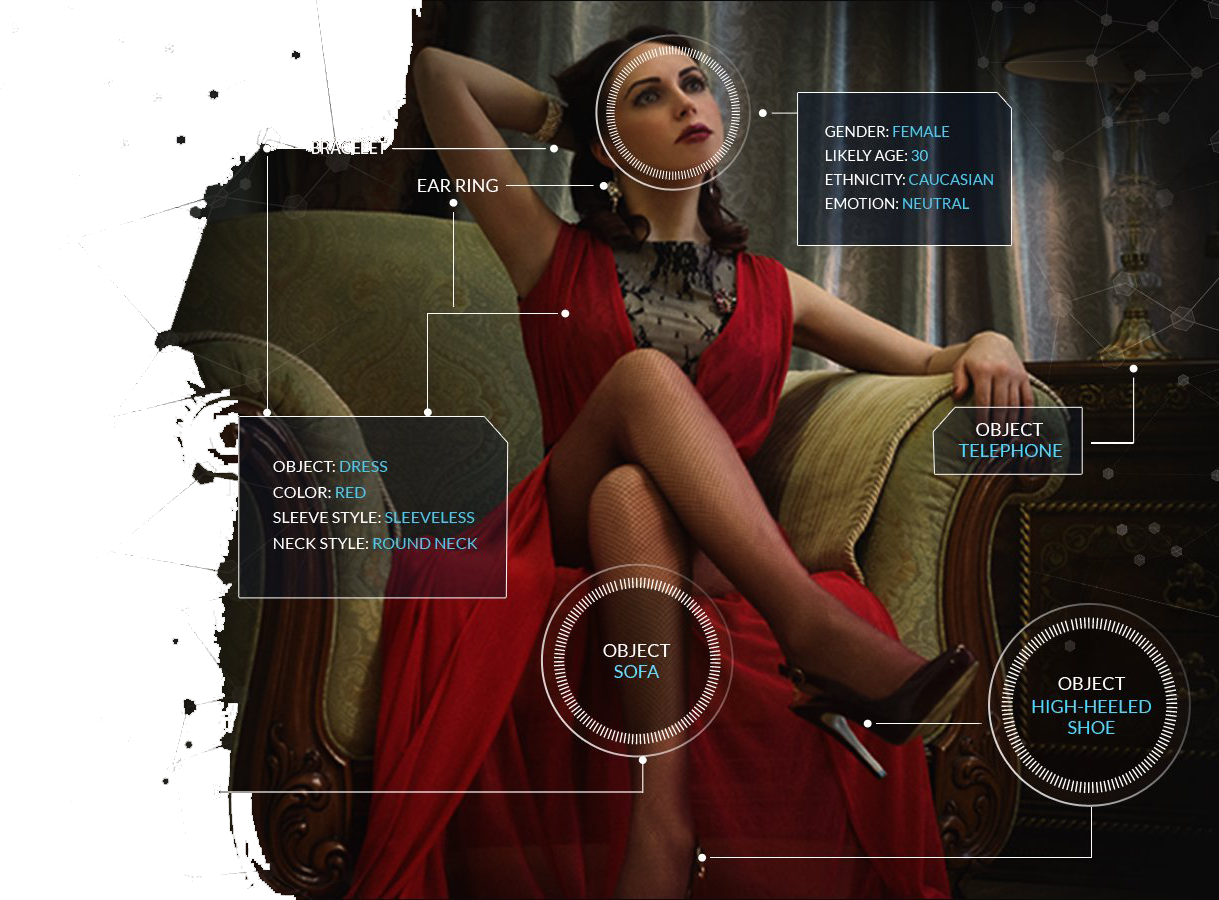 BRACELET
EAR RING
GENDER: FEMALE
LIKELY AGE: 30
ETHNICITY: CAUCASIAN
EMOTION: NEUTRAL
OBJECT
TELEPHONE
OBJECT: DRESS
COLOR: RED
SLEEVE STYLE: SLEEVELESS
NECK STYLE: ROUND NECK
OBJECT
SOFA
OBJECT
HIGH-HEELED
SHOE